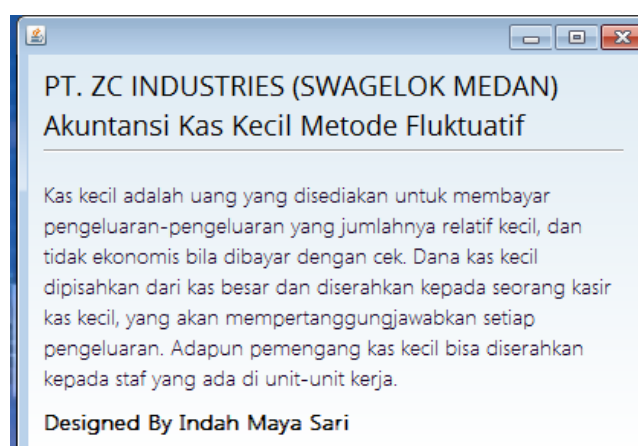 PT. ZC INDUSTRIES (SWAGELOK MEDAN)
Akuntansi Kas Kecil Metode Fluktuatif
Kas kecil adalah uang yang disediakan untuk membayar
pengeluaran-pengeluaran yang jumlahnya relatif kecil, dan
tidak ekonomis bila dibayar dengan cek. Dana kas kecil
dipisahkan dari kas besar dan diserahkan kepada seorang kasir
kas kecil, yang akan mempertanggungjawabkan setiap
pengeluaran. Adapun pemengang kas kecil bisa diserahkan
kepada staf yang ada di unit-unit kerja.
Designed By Indah Maya Sari